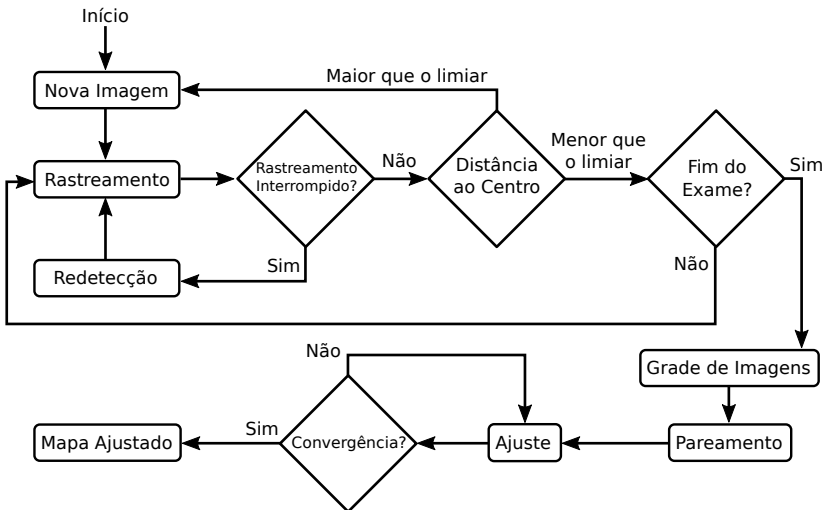 Início
Maior que o limiar
Nova Imagem
Rastreamento
Rastreamento
Interrompido?
Não
Distância
ao Centro
Menor que
o limiar
Fim do
Exame?
Sim
Redetecção
Sim
Não
Não
Grade de Imagens
Mapa Ajustado
Sim
Convergência?
Ajuste
Pareamento